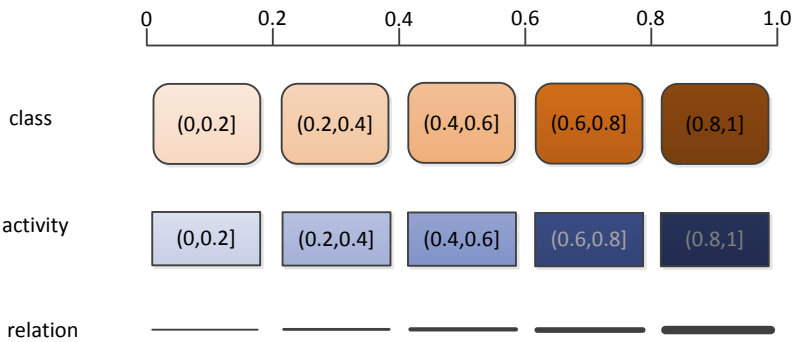 0 0.2 0.4 0.6 0.8 1.0
class (0,0.2] (0.2,0.4] (0.4,0.6] (0.6,0.8] (0.8,1]
activity (0,0.2] (0.2,0.4] (0.4,0.6] (0.6,0.8] (0.8,1]
relation